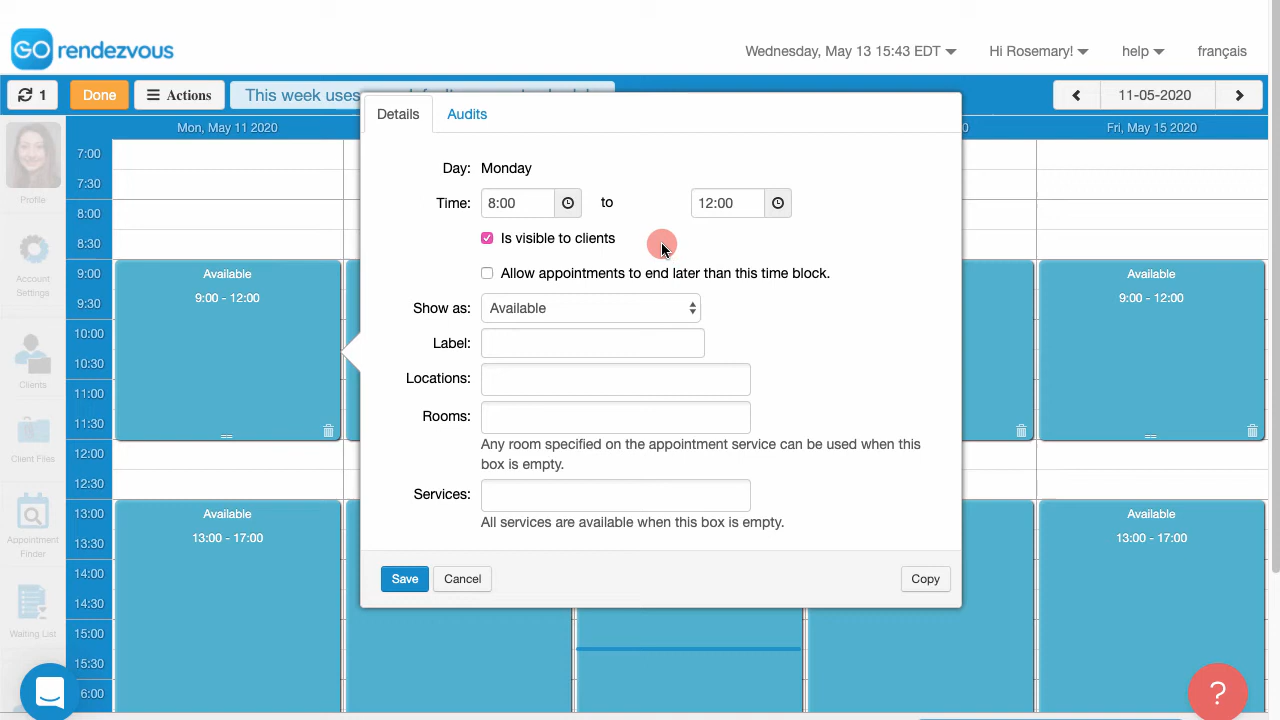 GO rendezvous
Wednesday, May 13 15:43 EDT
Hi Rosemary!
help
français
1
Done
Actions
This week uses
11-05-2020
Mon, May 11 2020
Fri, May 15 2020
Profile
Account
Settings
Clients
Client Files
Appointment
Finder
Waiting List
7:00
7:30
8:00
8:30
9:00
9:30
10:00
10:30
11:00
11:30
12:00
12:30
13:00
13:30
14:00
14:30
15:00
15:30
6:00
Available
9:00 - 12:00
Available
13:00 - 17:00
Details
Audits
Day: Monday
Time: 8:00 to 12:00
Is visible to clients
Allow appointments to end later than this time block.
Show as: Available
Label:
Locations:
Rooms:
Any room specified on the appointment service can be used when this
box is empty.
Services:
All services are available when this box is empty.
Save
Cancel
Copy
Available
9:00 - 12:00
Available
13:00 - 17:00
?